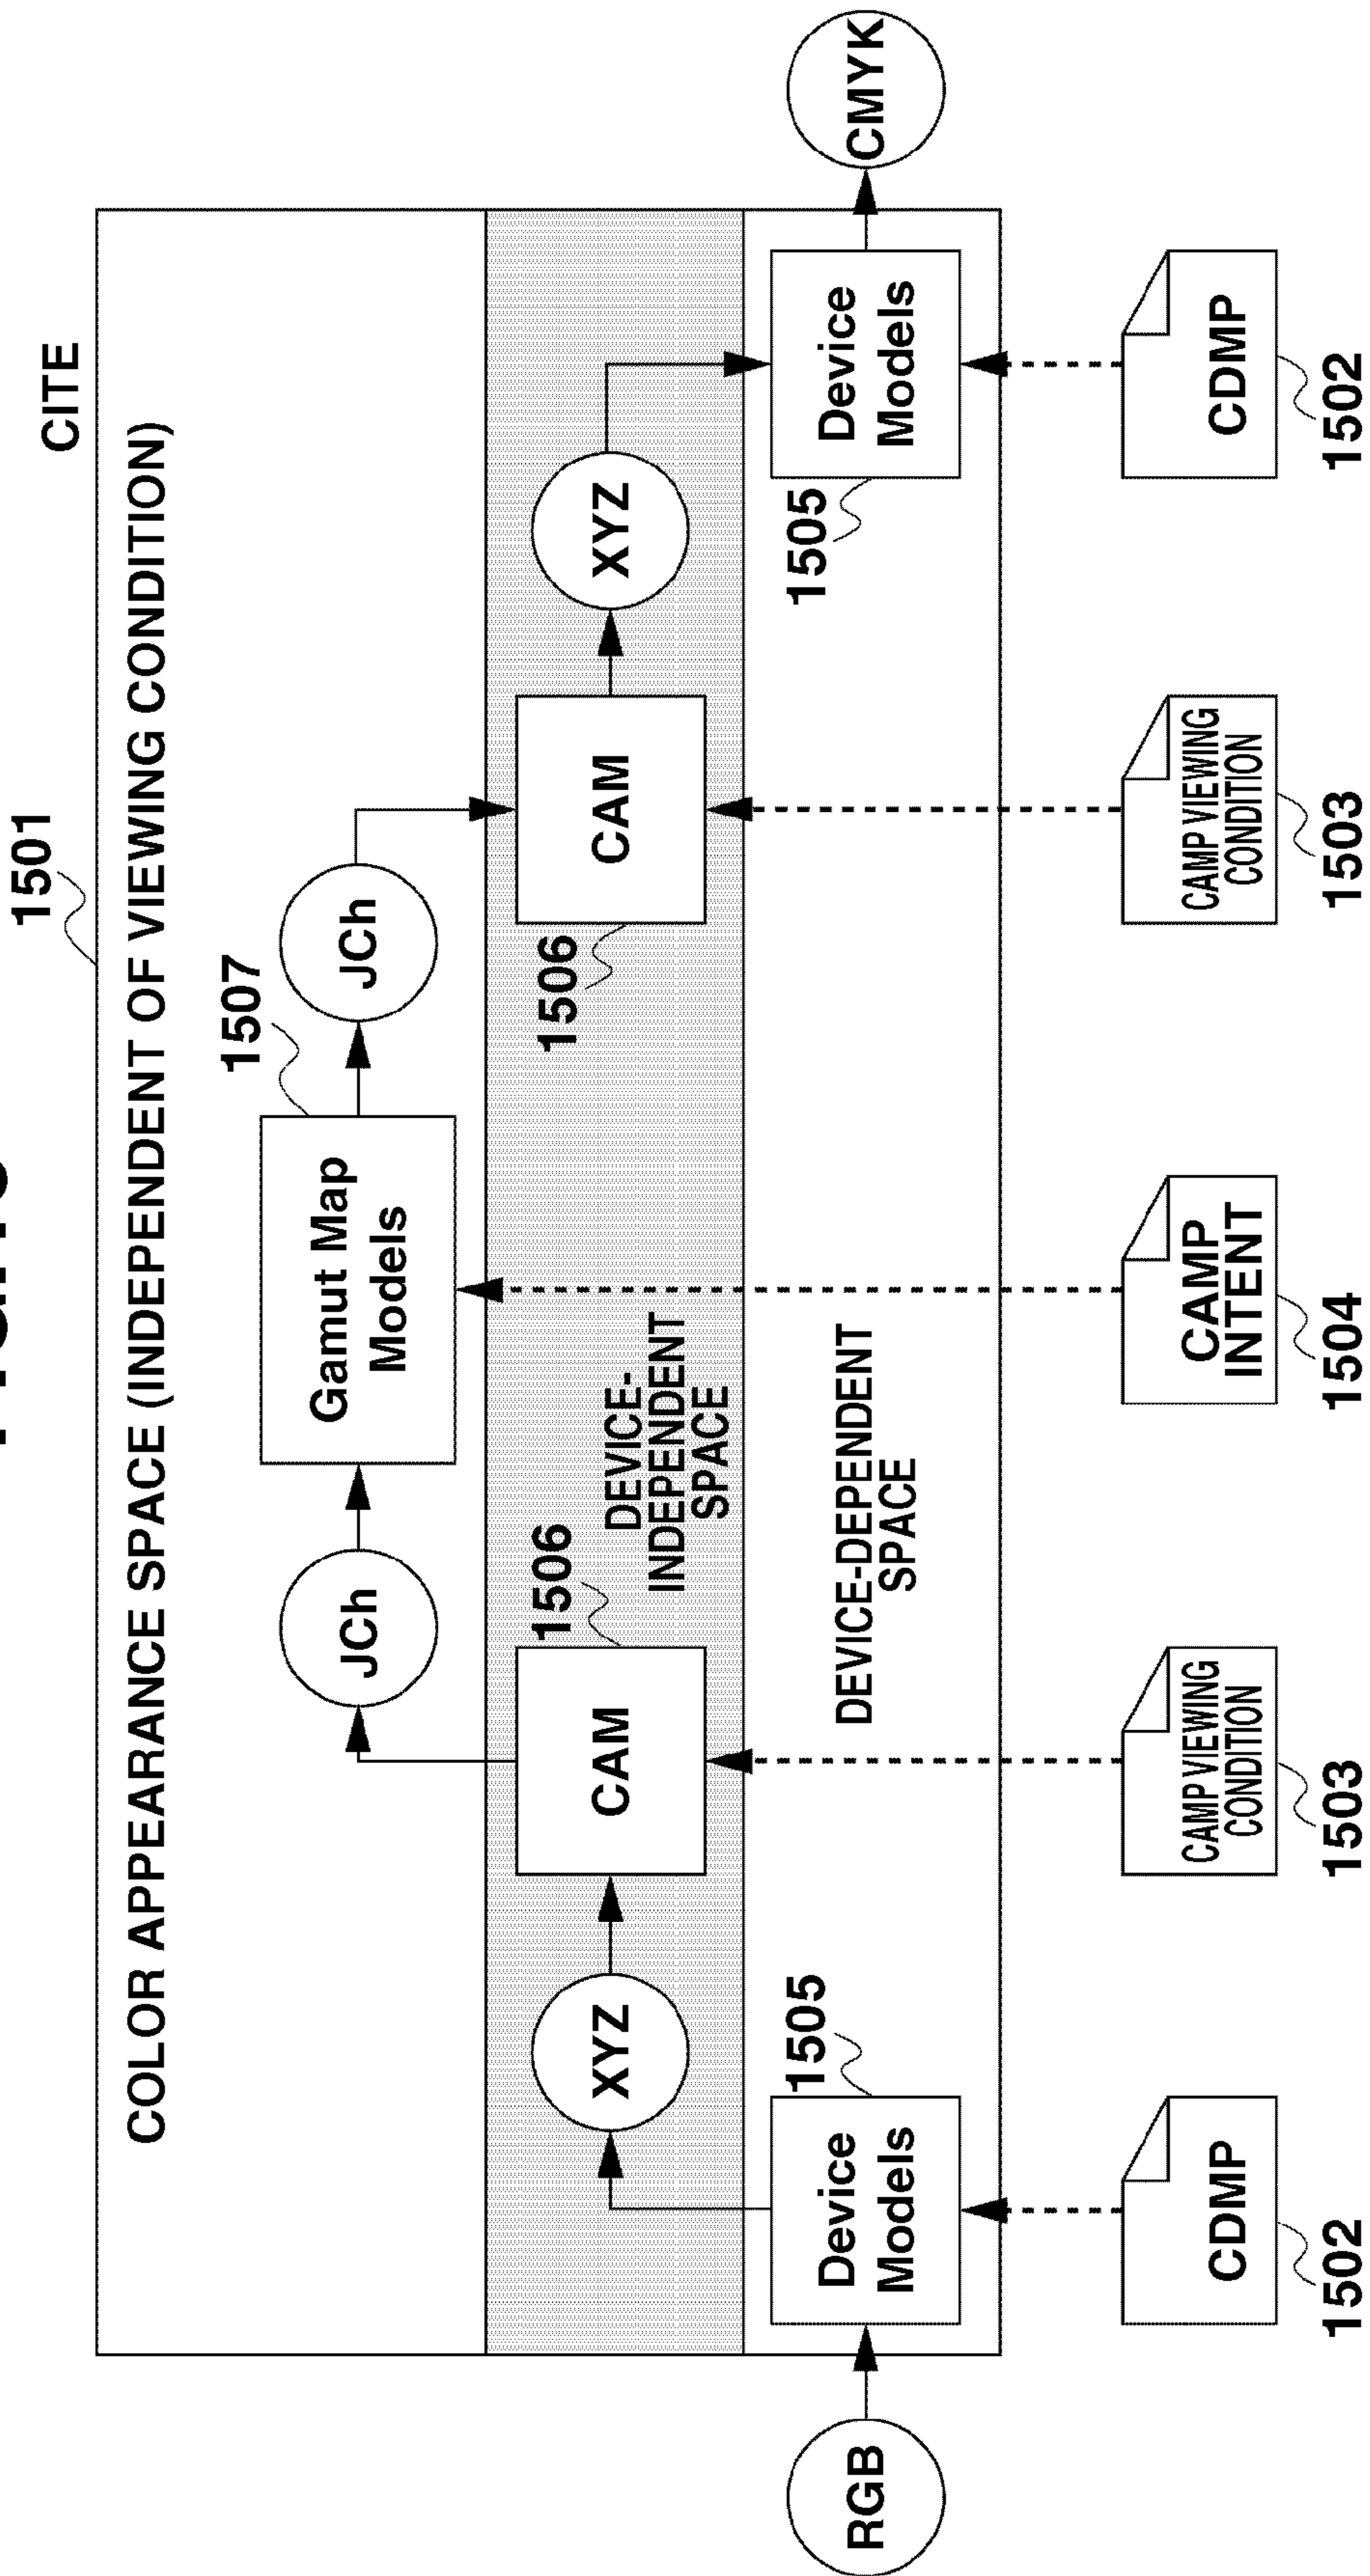 1501
CITE
COLOR APPEARANCE SPACE (INDEPENDENT OF VIEWING CONDITION)
1507
JCh
Gamut Map
Models
JCh
1506
1506
XYZ
CAM
DEVICE-
INDEPENDENT
SPACE
CAM
XYZ
1505
1505
RGB
Device
Models
DEVICE-DEPENDENT
SPACE
Device
Models
CMYK
CDMP
CAMP VIEWING
CONDITION
CAMP
INTENT
CAMP VIEWING
CONDITION
CDMP
1502
1503
1504
1503
1502